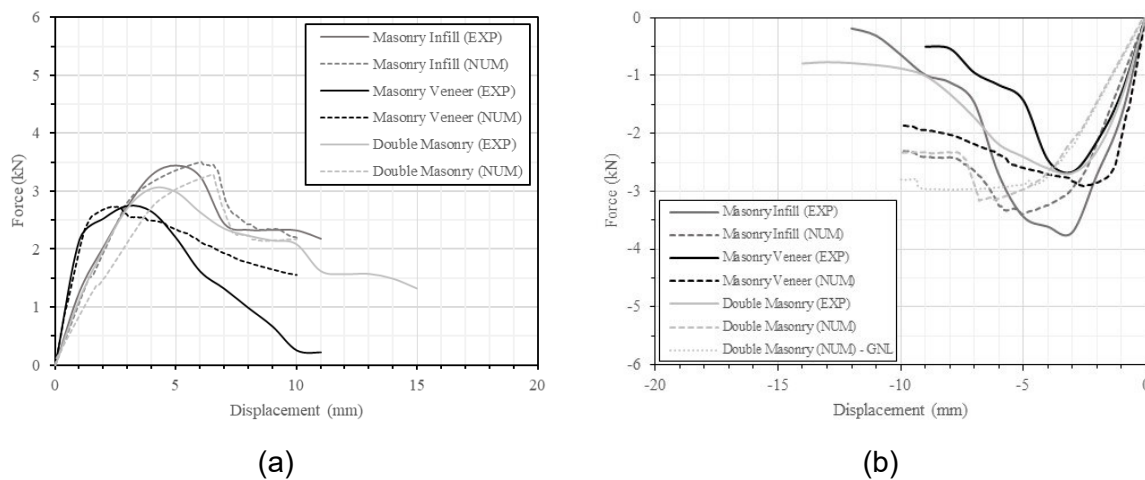 6
5
4
3
2
1
0
Force (kN)
Masonry Infill (EXP)
Masonry Infill (NUM)
Masonry Veneer (EXP)
Masonry Veneer (NUM)
Double Masonry (EXP)
Double Masonry (NUM)
0 5 10 15 20
Displacement (mm)
(a)
0
-1
-2
-3
-4
-5
-6
Force (kN)
Masonry Infill (EXP)
Masonry Infill (NUM)
Masonry Veneer (EXP)
Masonry Veneer (NUM)
Double Masonry (EXP)
Double Masonry (NUM)
Double Masonry (NUM) - GNL
-20 -15 -10 -5 0
Displacement (mm)
(b)